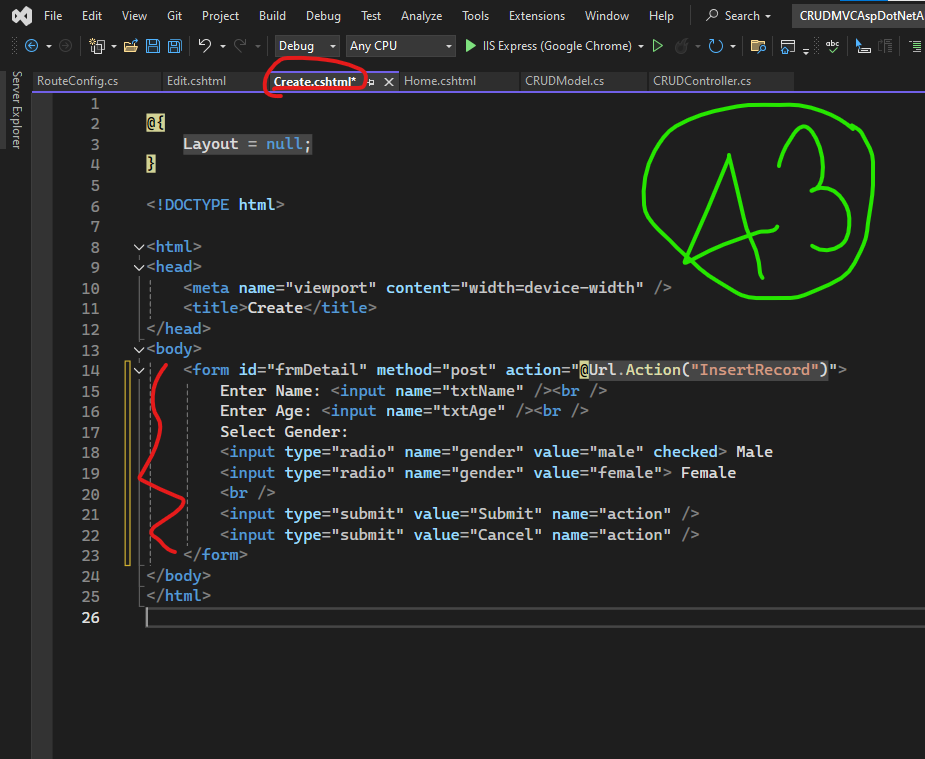 File Edit View Git Project Build Debug Test Analyze Tools Extensions Window Help Search CRUDMVCAspDotNetA
Debug Any CPU IIS Express (Google Chrome) abc
Server Explorer
RouteConfig.cs Edit.cshtml Create.cshtml* Home.cshtml CRUDModel.cs CRUDController.cs
A3
1
2 @{
3 Layout = null;
4 }
5
6 <!DOCTYPE html>
7
8 <html>
9 <head>
10 <meta name="viewport" content="width=device-width" />
11 <title>Create</title>
12 </head>
13 <body>
14 <form id="frmDetail" method="post" action="@Url.Action("InsertRecord")">
15 Enter Name: <input name="txtName" /><br />
16 Enter Age: <input name="txtAge" /><br />
17 Select Gender:
18 <input type="radio" name="gender" value="male" checked> Male
19 <input type="radio" name="gender" value="female"> Female
20 <br />
21 <input type="submit" value="Submit" name="action" />
22 <input type="submit" value="Cancel" name="action" />
23 </form>
24 </body>
25 </html>
26